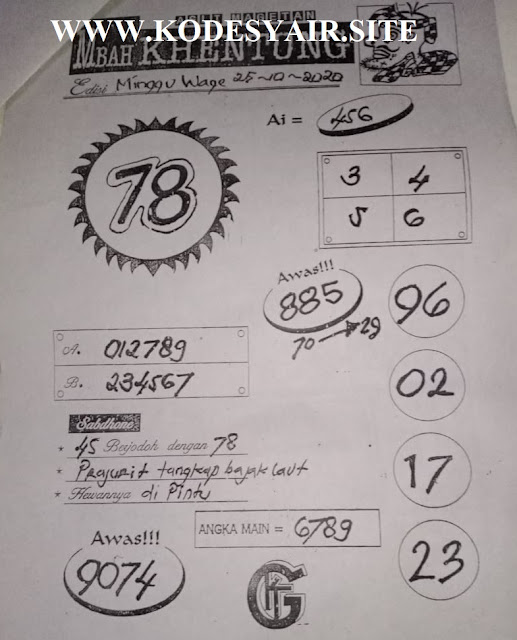 WWW.KODESYAIR.SITE
MBAH KHENTUNG
Edisi Minggu Wage 25-10-2020
Ai = 456
78
3 4
5 6
Awas!!!
885
70 → 29
96
A. 012789
B. 234567
02
Sabdhono
* 45 Berjodoh dengan 78
* Prajurit tangkap bajak laut
* Hewannya di Pintu
17
ANGKA MAIN = 6789
Awas!!!
9074
23